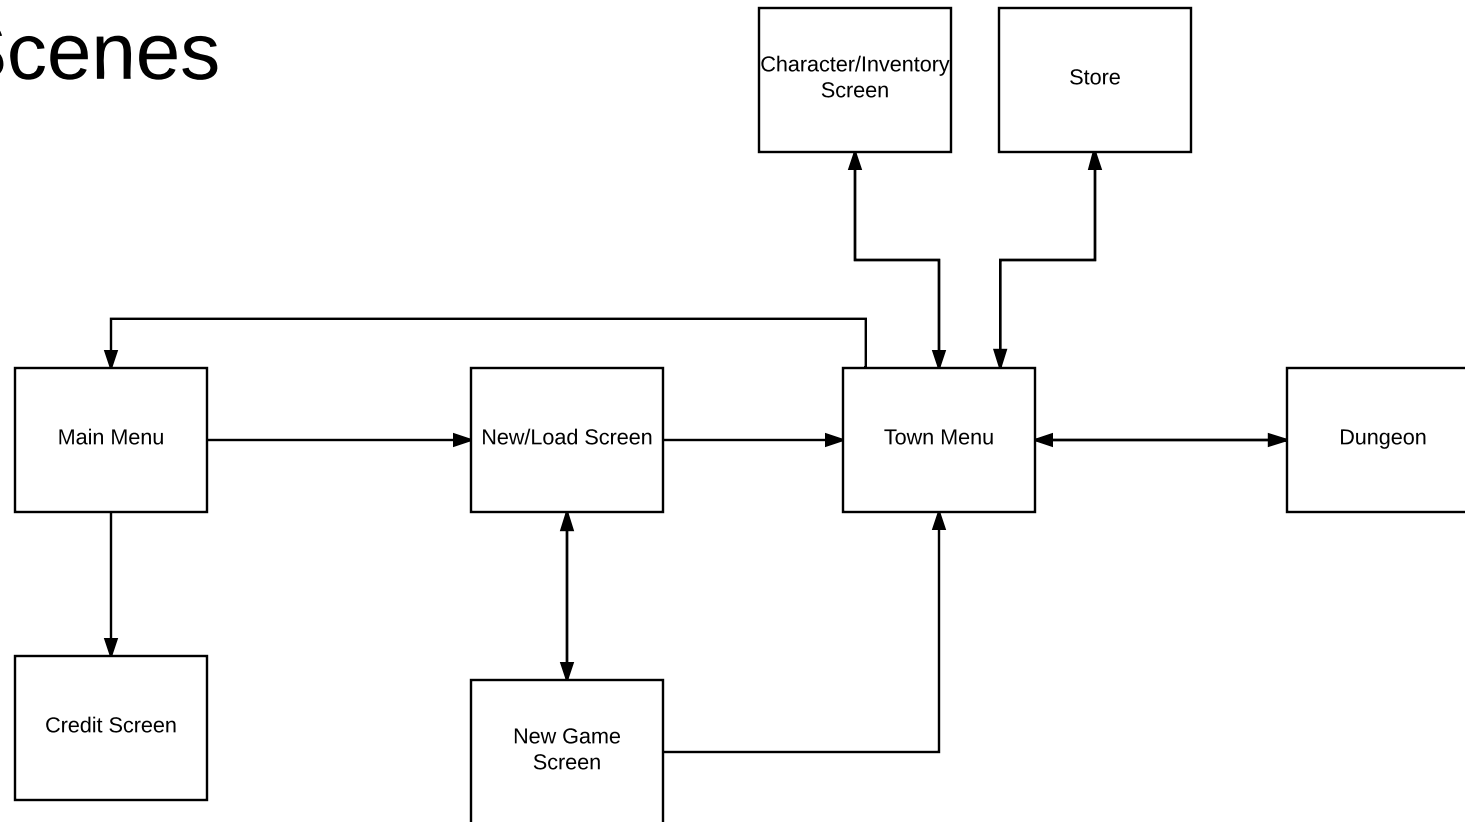 Scenes
Character/Inventory
Screen
Store
Main Menu
New/Load Screen
Town Menu
Dungeon
Credit Screen
New Game
Screen